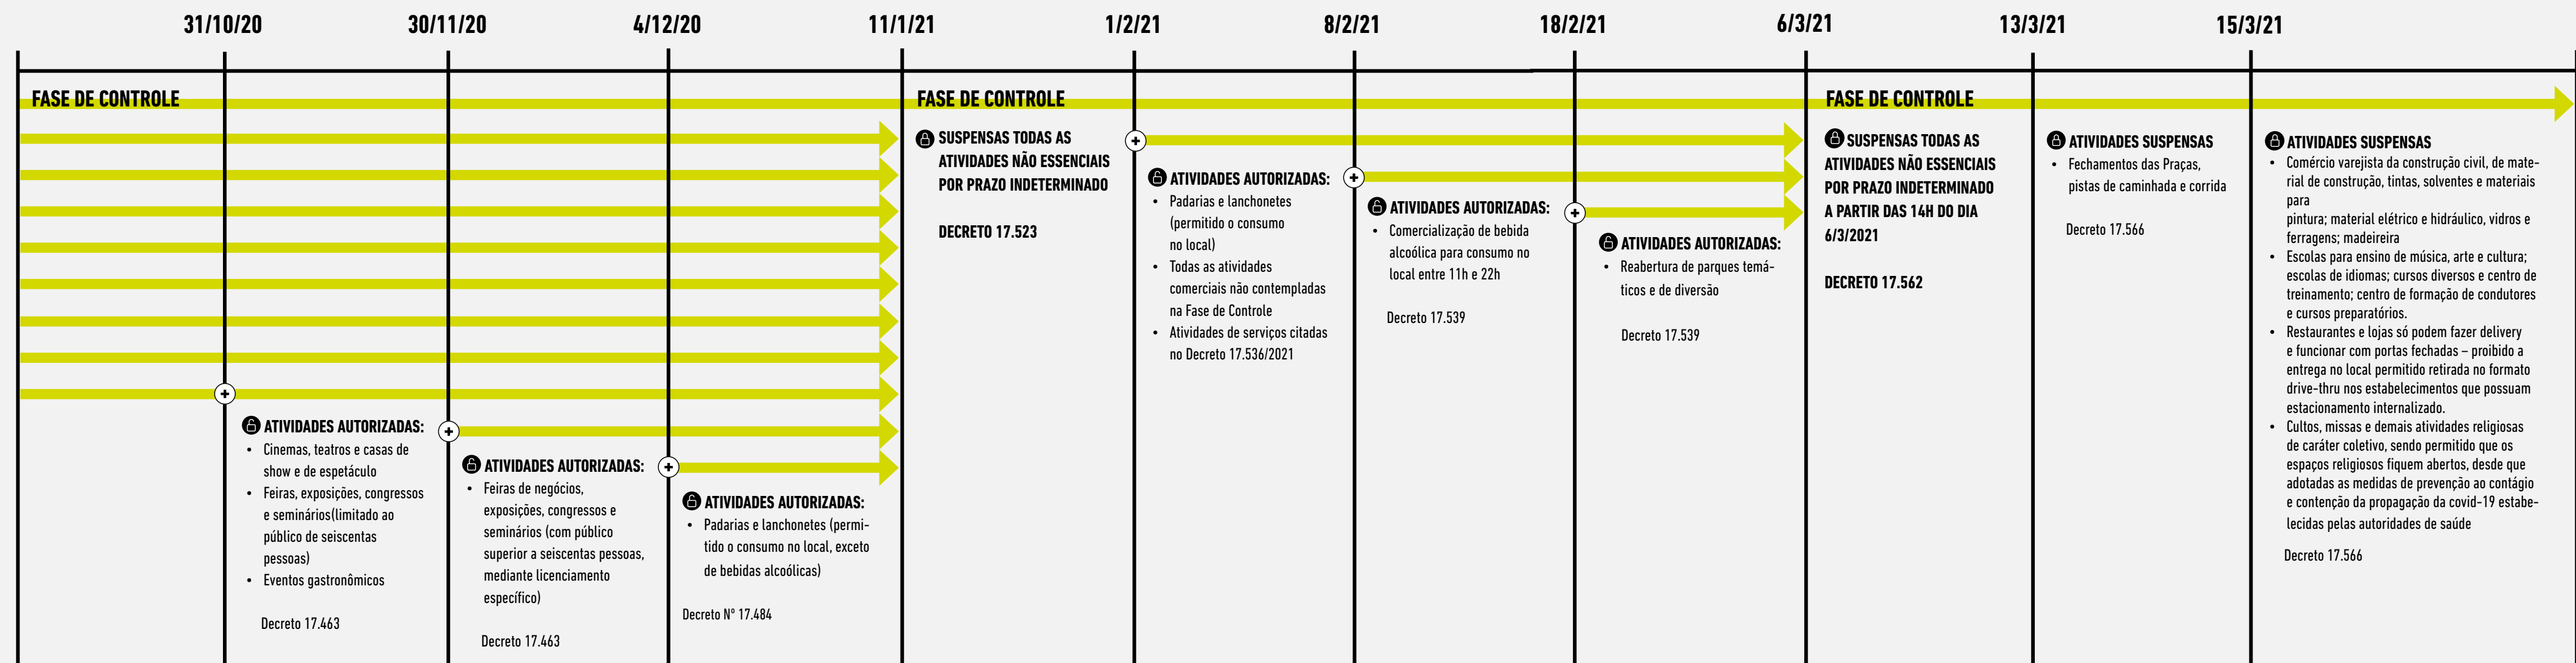 31/10/20
30/11/20
4/12/20
11/1/21
1/2/21
8/2/21
18/2/21
6/3/21
13/3/21
15/3/21
FASE DE CONTROLE
ATIVIDADES AUTORIZADAS:
• Cinemas, teatros e casas de
show e de espetáculo
• Feiras, exposições, congressos
e seminários(limitado ao
público de seiscentas
pessoas)
• Eventos gastronômicos
Decreto 17.463
ATIVIDADES AUTORIZADAS:
• Feiras de negócios,
exposições, congressos e
seminários (com público
superior a seiscentas pessoas,
mediante licenciamento
específico)
Decreto 17.463
ATIVIDADES AUTORIZADAS:
• Padarias e lanchonetes (permi-
tido o consumo no local, exceto
de bebidas alcoólicas)
Decreto Nº 17.484
FASE DE CONTROLE
SUSPENSAS TODAS AS
ATIVIDADES NÃO ESSENCIAIS
POR PRAZO INDETERMINADO
DECRETO 17.523
ATIVIDADES AUTORIZADAS:
• Padarias e lanchonetes
(permitido o consumo
no local)
• Todas as atividades
comerciais não contempladas
na Fase de Controle
• Atividades de serviços citadas
no Decreto 17.536/2021
ATIVIDADES AUTORIZADAS:
• Comercialização de bebida
alcoólica para consumo no
local entre 11h e 22h
Decreto 17.539
ATIVIDADES AUTORIZADAS:
• Reabertura de parques temá-
ticos e de diversão
Decreto 17.539
FASE DE CONTROLE
SUSPENSAS TODAS AS
ATIVIDADES NÃO ESSENCIAIS
POR PRAZO INDETERMINADO
A PARTIR DAS 14H DO DIA
6/3/2021
DECRETO 17.562
ATIVIDADES SUSPENSAS
• Fechamentos das Praças,
pistas de caminhada e corrida
Decreto 17.566
ATIVIDADES SUSPENSAS
• Comércio varejista da construção civil, de mate-
rial de construção, tintas, solventes e materiais
para
pintura; material elétrico e hidráulico, vidros e
ferragens; madeireira
• Escolas para ensino de música, arte e cultura;
escolas de idiomas; cursos diversos e centro de
treinamento; centro de formação de condutores
e cursos preparatórios.
• Restaurantes e lojas só podem fazer delivery
e funcionar com portas fechadas – proibido a
entrega no local permitido retirada no formato
drive-thru nos estabelecimentos que possuam
estacionamento internalizado.
• Cultos, missas e demais atividades religiosas
de caráter coletivo, sendo permitido que os
espaços religiosos fiquem abertos, desde que
adotadas as medidas de prevenção ao contágio
e contenção da propagação da covid-19 estabe-
lecidas pelas autoridades de saúde
Decreto 17.566